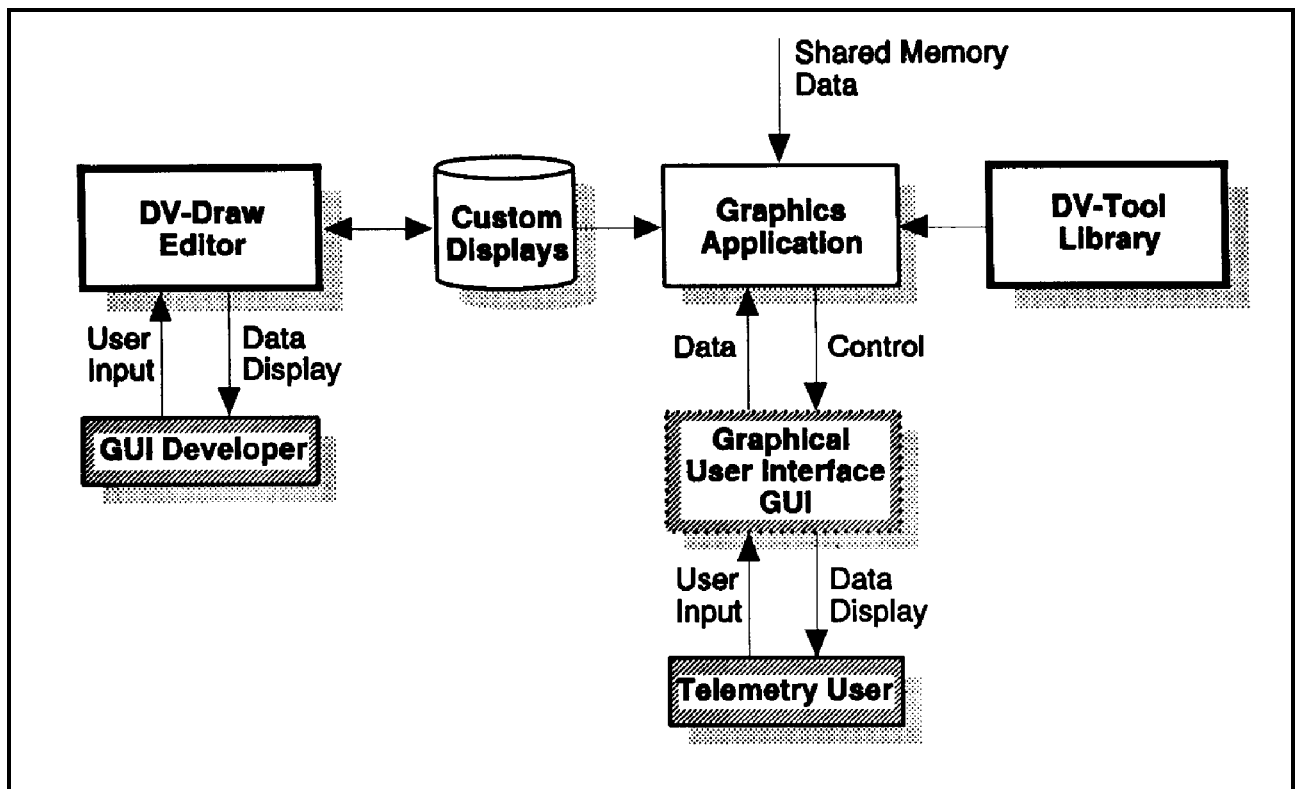 Shared Memory
Data
DV-Draw
Editor
Custom
Displays
Graphics
Application
DV-Tool
Library
User
Input
Data
Display
Data
Control
GUI Developer
Graphical
User Interface
GUI
User
Input
Data
Display
Telemetry User